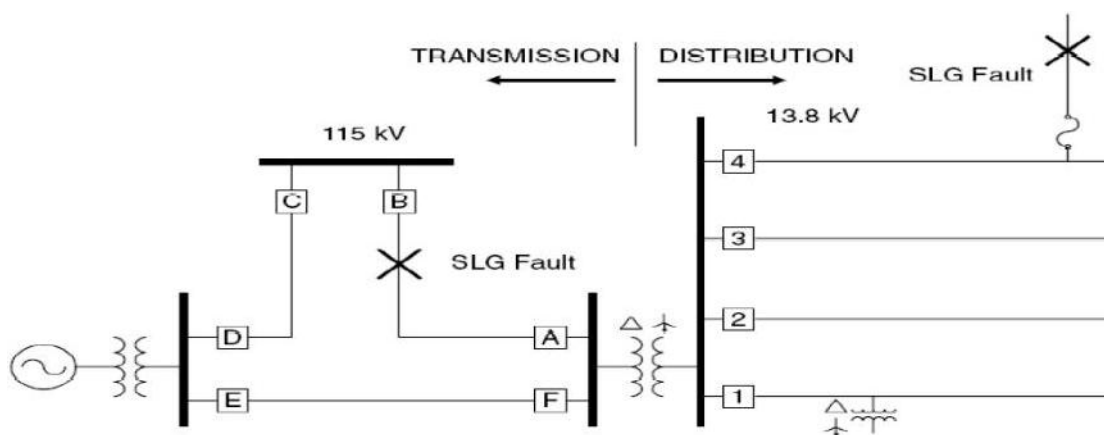 TRANSMISSION DISTRIBUTION
SLG Fault
115 kV
13.8 kV
4
C B
3
SLG Fault
2
D A
E F
1